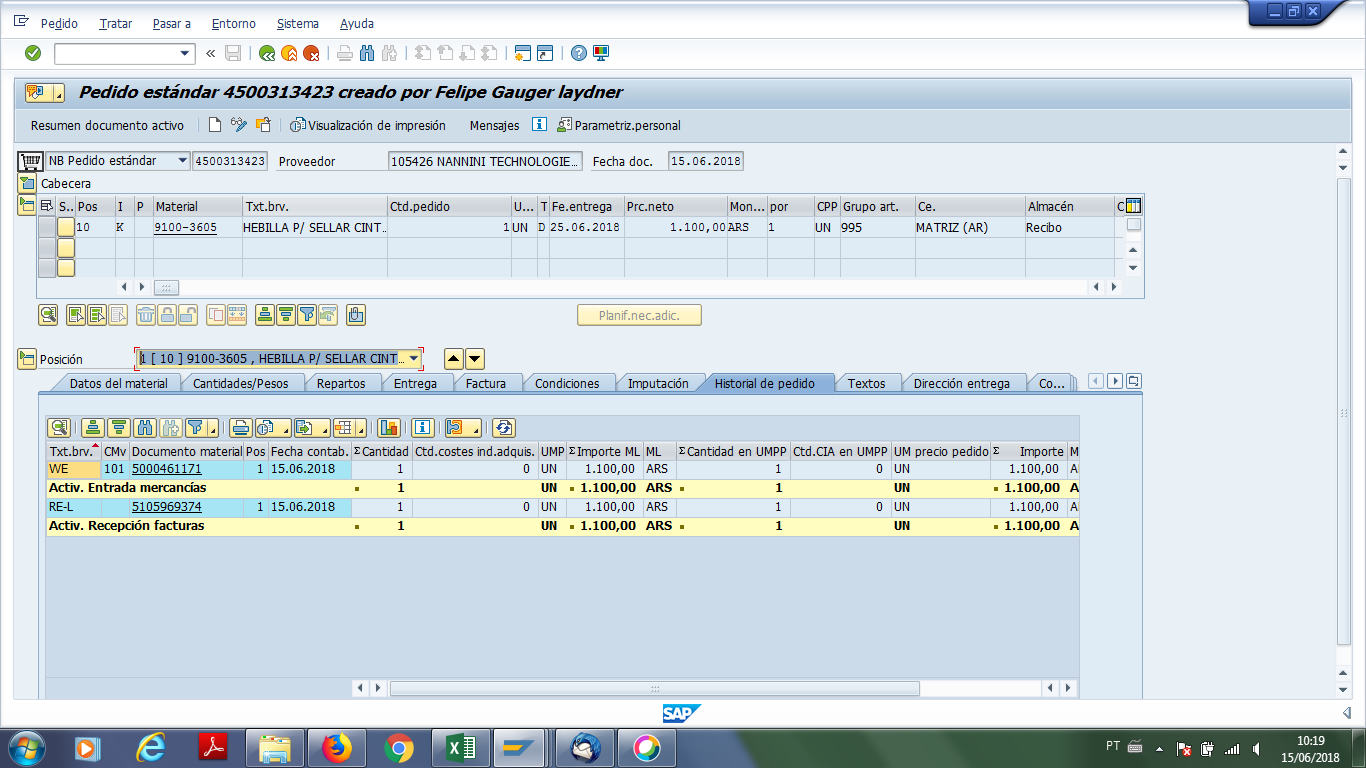 Pedido Tratar Pasar a Entorno Sistema Ayuda
Pedido estándar 4500313423 creado por Felipe Gauger laydner
Resumen documento activo Visualización de impresión Mensajes Parametriz.personal
NB Pedido estándar 4500313423 Proveedor 105426 NANNINI TECHNOLOGIE... Fecha doc. 15.06.2018
Cabecera
S.. Pos I P Material Txt.brv. Ctd.pedido U... T Fe.entrega Prc.neto Mon... por CPP Grupo art. Ce. Almacén C
10 K 9100-3605 HEBILLA P/ SELLAR CINT... 1 UN D 25.06.2018 1.100,00 ARS 1 UN 995 MATRIZ (AR) Recibo
Planif.nec.adic.
Posición 1 [ 10 ] 9100-3605 , HEBILLA P/ SELLAR CINT...
Datos del material Cantidades/Pesos Repartos Entrega Factura Condiciones Imputación Historial de pedido Textos Dirección entrega Co...
Txt.brv. CMv Documento material Pos Fecha contab. Σ Cantidad Ctd.costes ind.adquis. UMP Σ Importe ML ML Σ Cantidad en UMPP Ctd.CIA en UMPP UM precio pedido Σ Importe M
WE 101 5000461171 1 15.06.2018 1 0 UN 1.100,00 ARS 1 0 UN 1.100,00 A
Activ. Entrada mercancías 1 UN 1.100,00 ARS 1 UN 1.100,00 A
RE-L 5105969374 1 15.06.2018 1 0 UN 1.100,00 ARS 1 0 UN 1.100,00 A
Activ. Recepción facturas 1 UN 1.100,00 ARS 1 UN 1.100,00 A
SAP
PT 10:19
15/06/2018